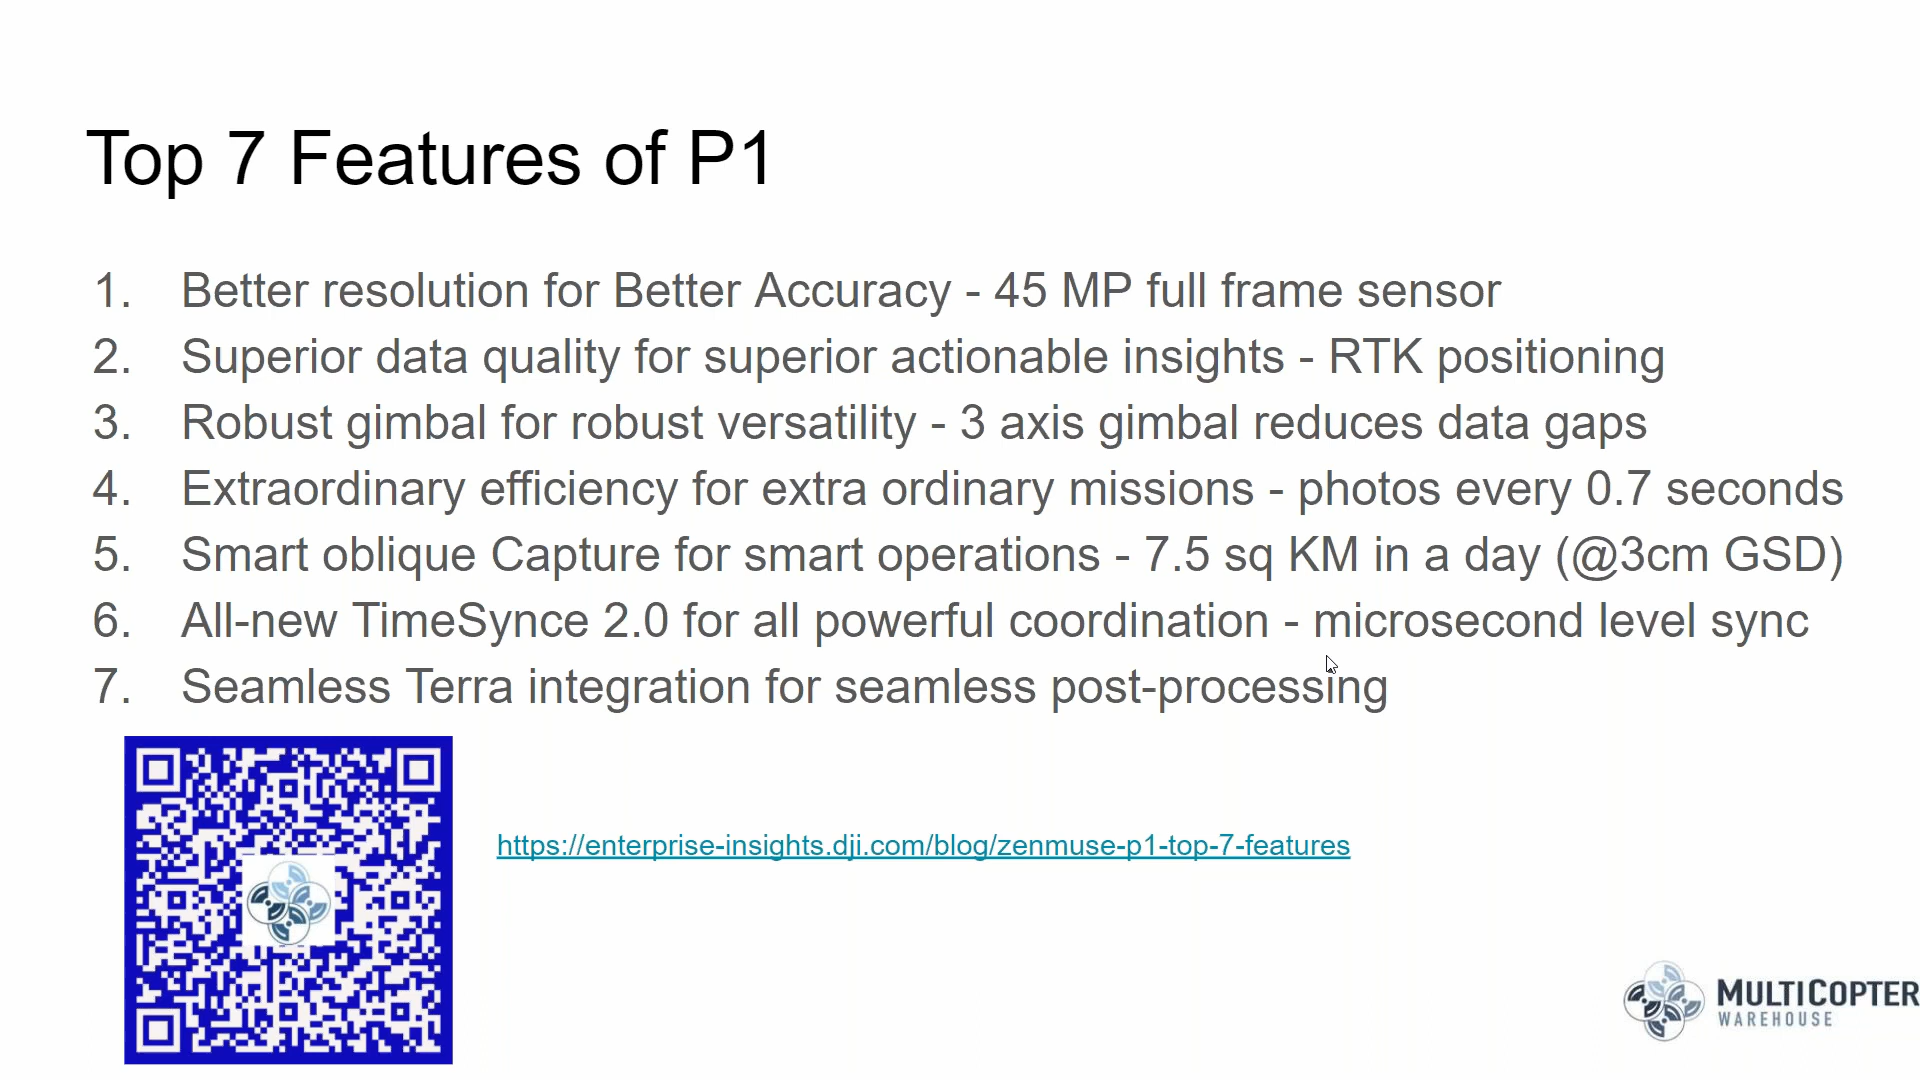 Top 7 Features of P1
1. Better resolution for Better Accuracy - 45 MP full frame sensor
2. Superior data quality for superior actionable insights - RTK positioning
3. Robust gimbal for robust versatility - 3 axis gimbal reduces data gaps
4. Extraordinary efficiency for extra ordinary missions - photos every 0.7 seconds
5. Smart oblique Capture for smart operations - 7.5 sq KM in a day (@3cm GSD)
6. All-new TimeSynce 2.0 for all powerful coordination - microsecond level sync
7. Seamless Terra integration for seamless post-processing
https://enterprise-insights.dji.com/blog/zenmuse-p1-top-7-features
MULTICOPTER
WAREHOUSE